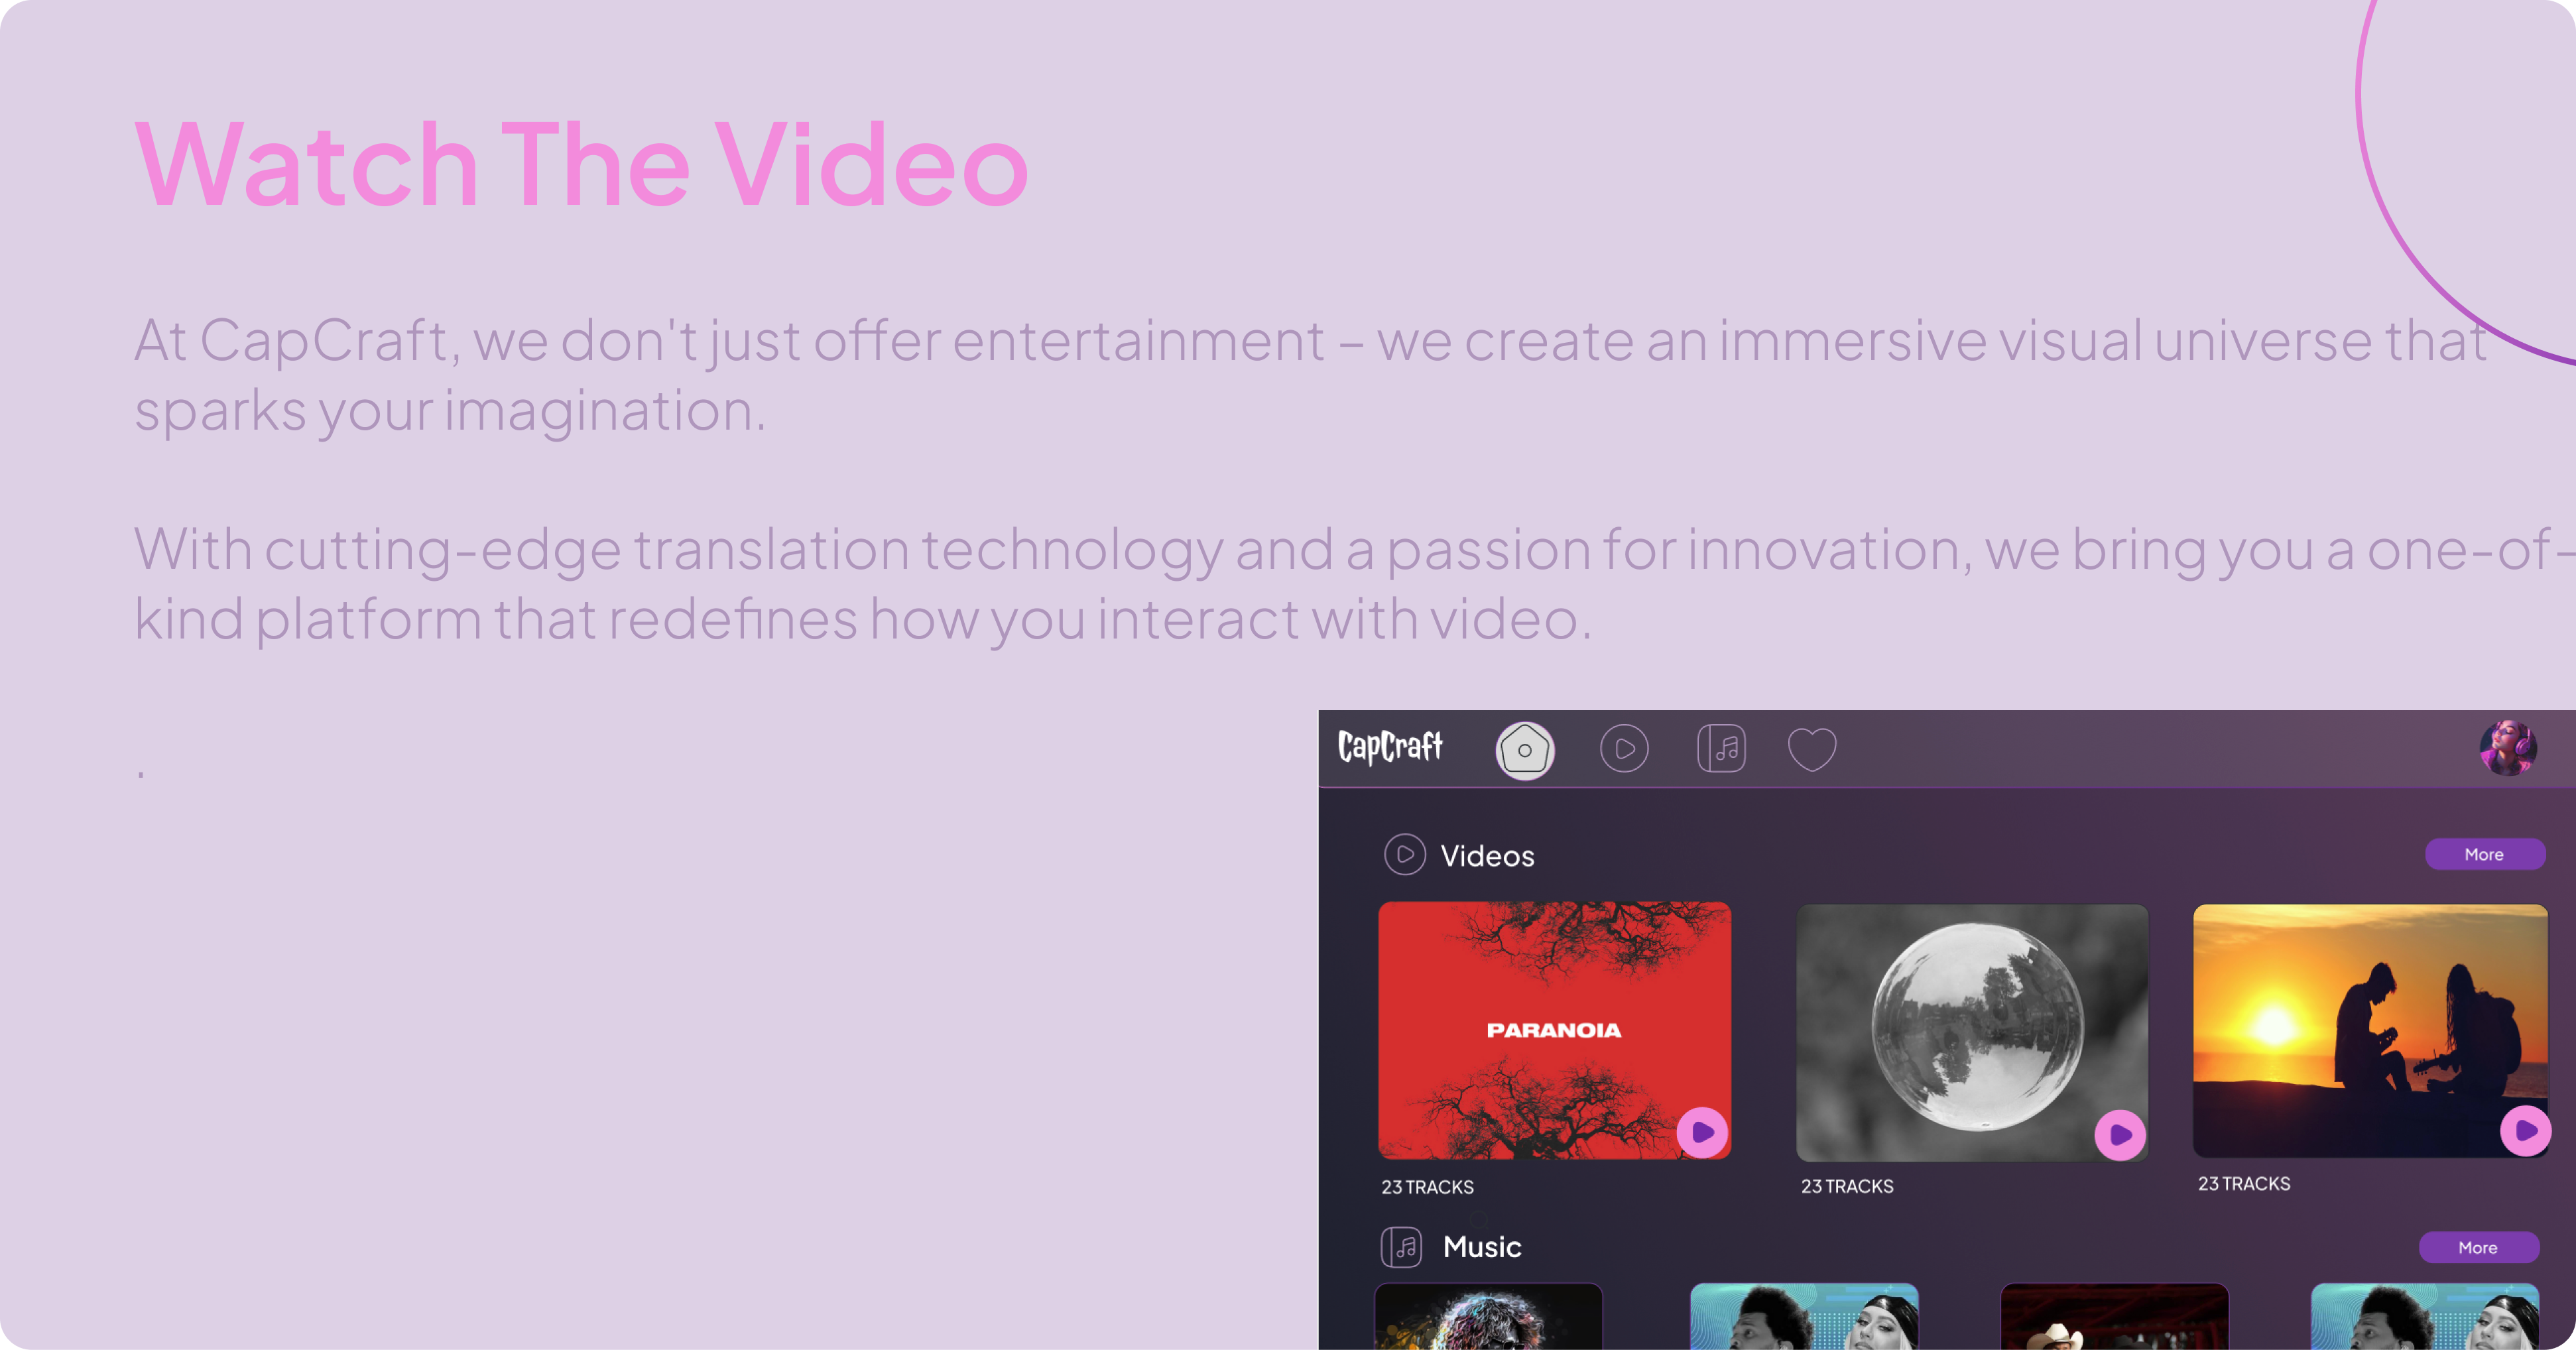 Watch The Video
At CapCraft, we don't just offer entertainment – we create an immersive visual universe that
sparks your imagination.
With cutting-edge translation technology and a passion for innovation, we bring you a one-of-
kind platform that redefines how you interact with video.
.
CapCraft
Videos
More
PARANOIA
23 TRACKS
23 TRACKS
23 TRACKS
Music
More